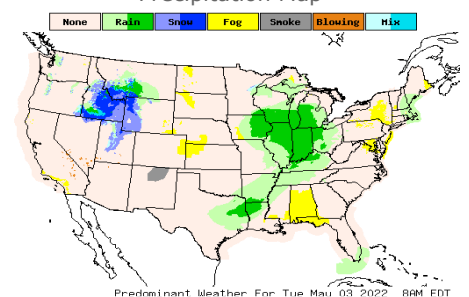 Precipitation Map
None Rain Snow Fog Smoke Blowing Mix
Predominant Weather For Tue May 03 2022 8AM EDT